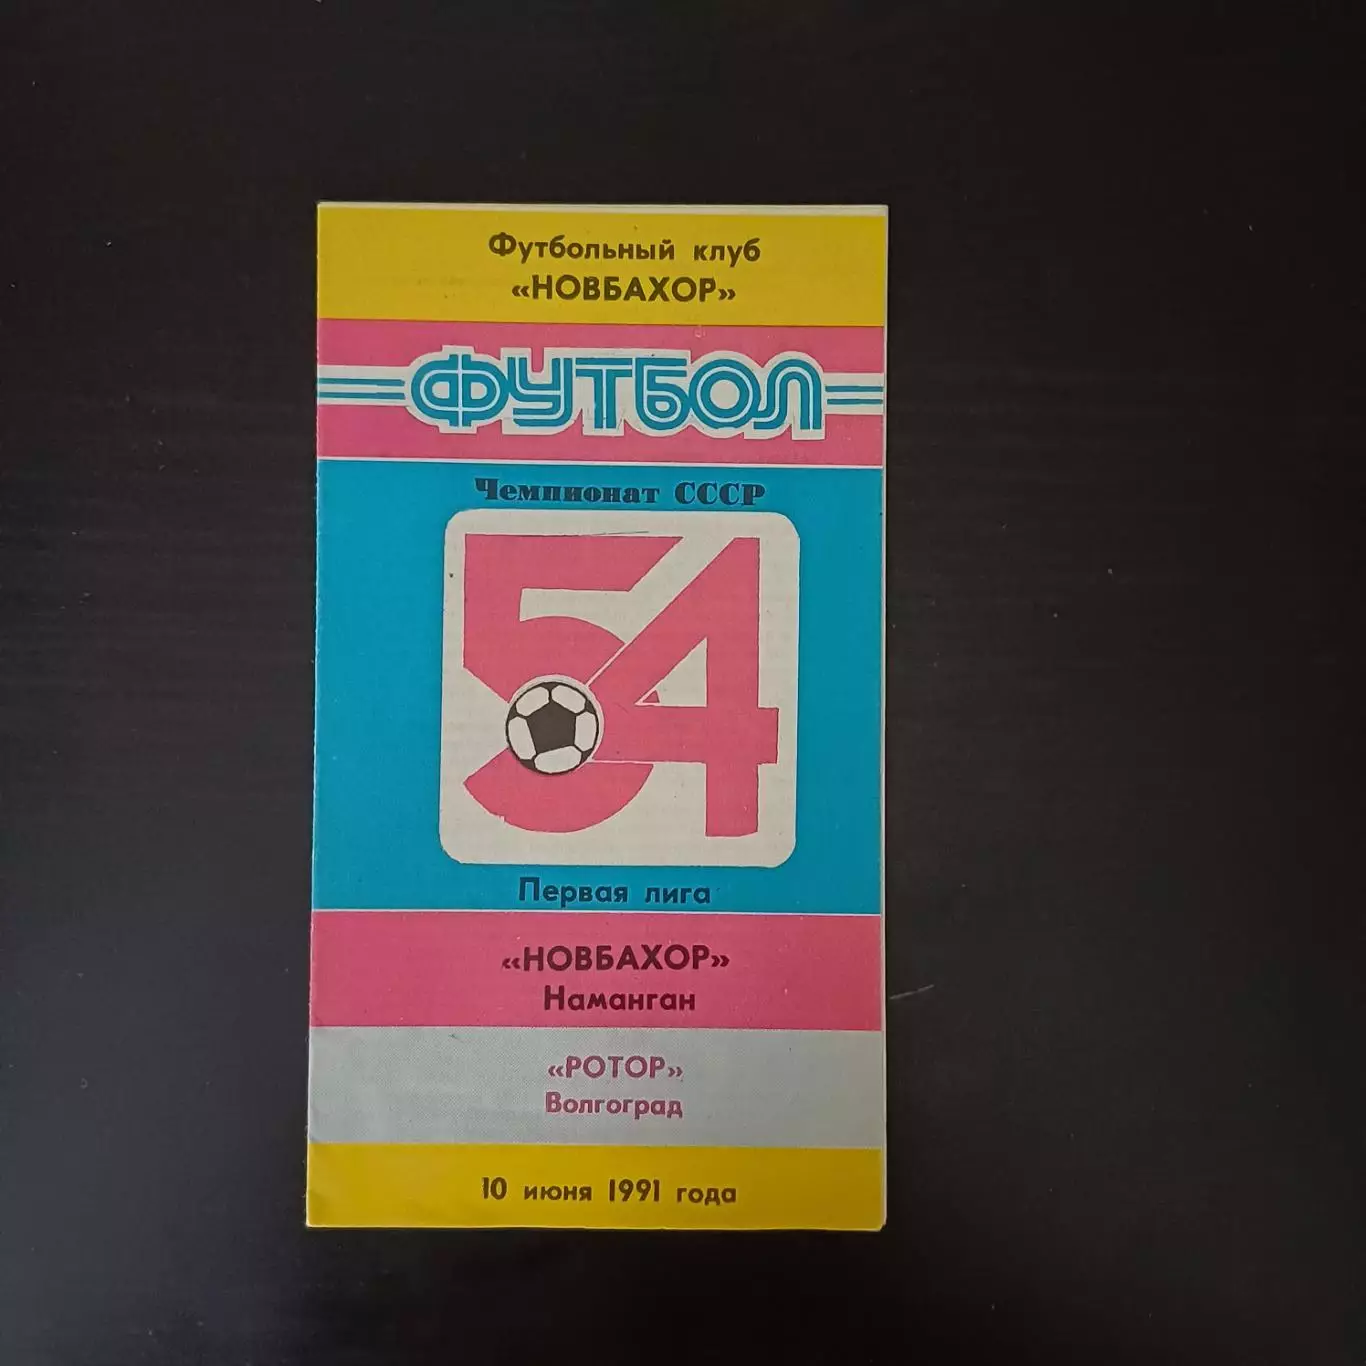 Футбольный клуб
«НОВБАХОР»
ФУТБОЛ
Чемпионат СССР
54
Первая лига
«НОВБАХОР»
Наманган
«РОТОР»
Волгоград
10 июня 1991 года